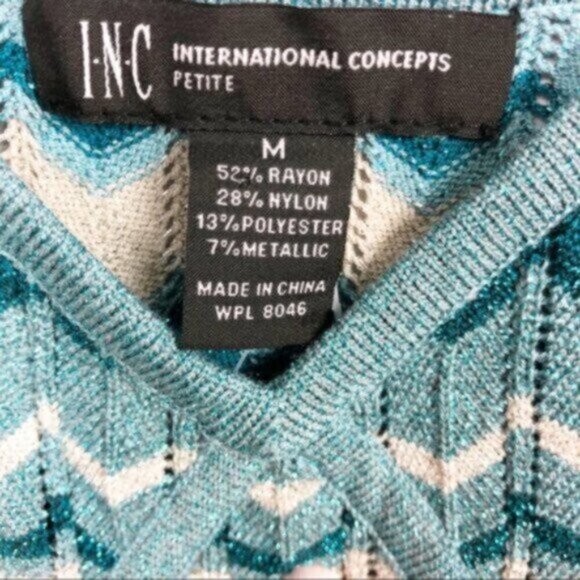 I·N·C INTERNATIONAL CONCEPTS
PETITE
M
52% RAYON
28% NYLON
13% POLYESTER
7% METALLIC
MADE IN CHINA
WPL 8046